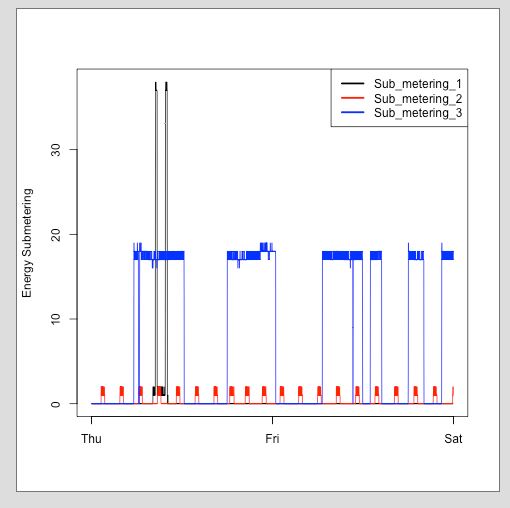 Sub_metering_1
Sub_metering_2
Sub_metering_3
Energy Submetering
30
20
10
0
Thu
Fri
Sat